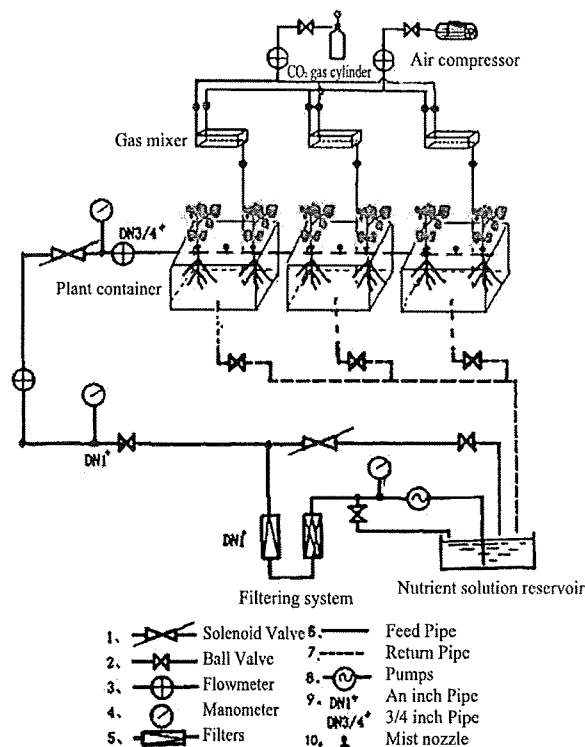 CO₂ gas cylinder
Air compressor
Gas mixer
DN3/4"
Plant container
DN1"
DN1"
Filtering system
Nutrient solution reservoir
1、 Solenoid Valve
2、 Ball Valve
3、 Flowmeter
4、 Manometer
5、 Filters
6、 Feed Pipe
7、 Return Pipe
8、 Pumps
9、 DN1" An inch Pipe
DN3/4" 3/4 inch Pipe
10、 Mist nozzle